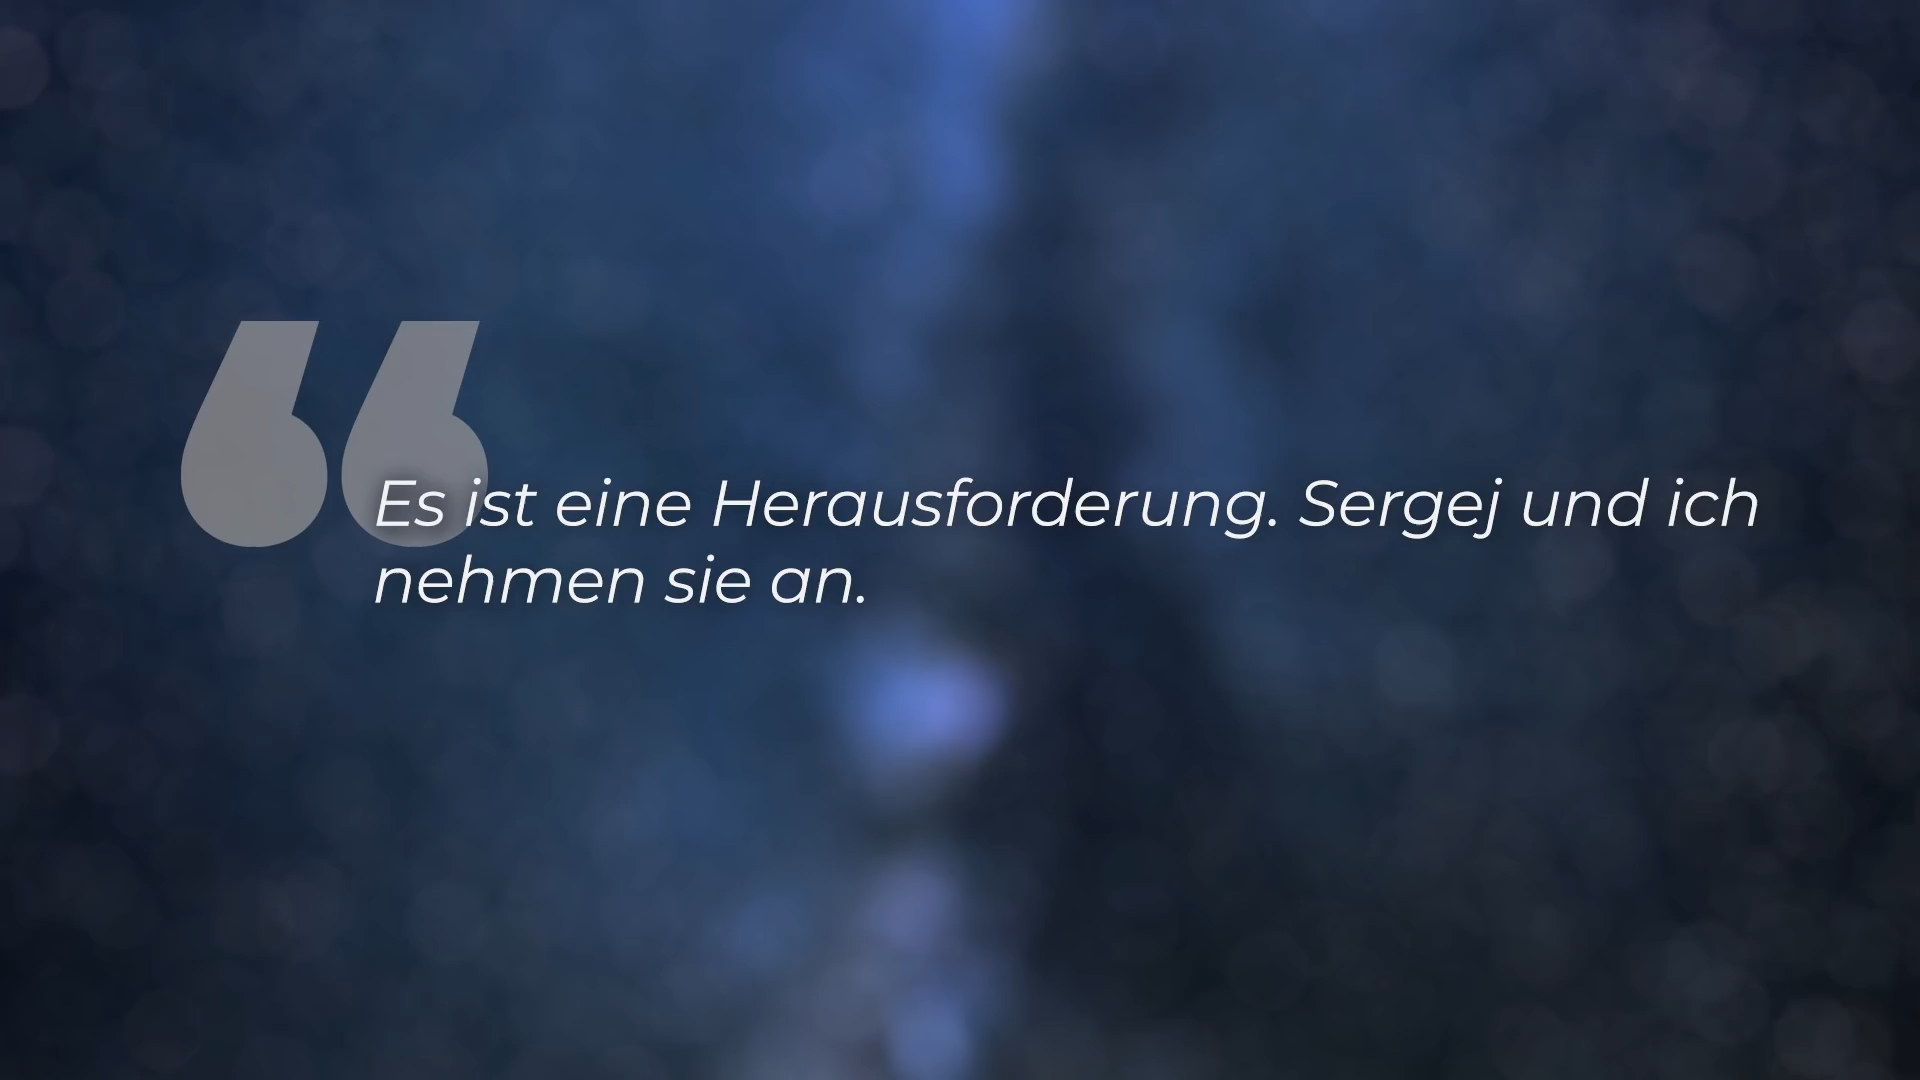 Es ist eine Herausforderung. Sergej und ich
nehmen sie an.